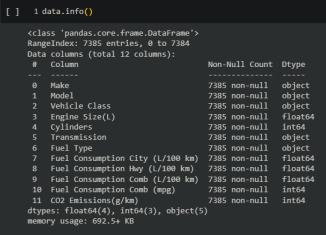 [ ] 1 data.info()
<class 'pandas.core.frame.DataFrame'>
RangeIndex: 7385 entries, 0 to 7384
Data columns (total 12 columns):
# Column Non-Null Count Dtype
--- ------ -------------- -----
0 Make 7385 non-null object
1 Model 7385 non-null object
2 Vehicle Class 7385 non-null object
3 Engine Size(L) 7385 non-null float64
4 Cylinders 7385 non-null int64
5 Transmission 7385 non-null object
6 Fuel Type 7385 non-null object
7 Fuel Consumption City (L/100 km) 7385 non-null float64
8 Fuel Consumption Hwy (L/100 km) 7385 non-null float64
9 Fuel Consumption Comb (L/100 km) 7385 non-null float64
10 Fuel Consumption Comb (mpg) 7385 non-null int64
11 CO2 Emissions(g/km) 7385 non-null int64
dtypes: float64(4), int64(3), object(5)
memory usage: 692.5+ KB